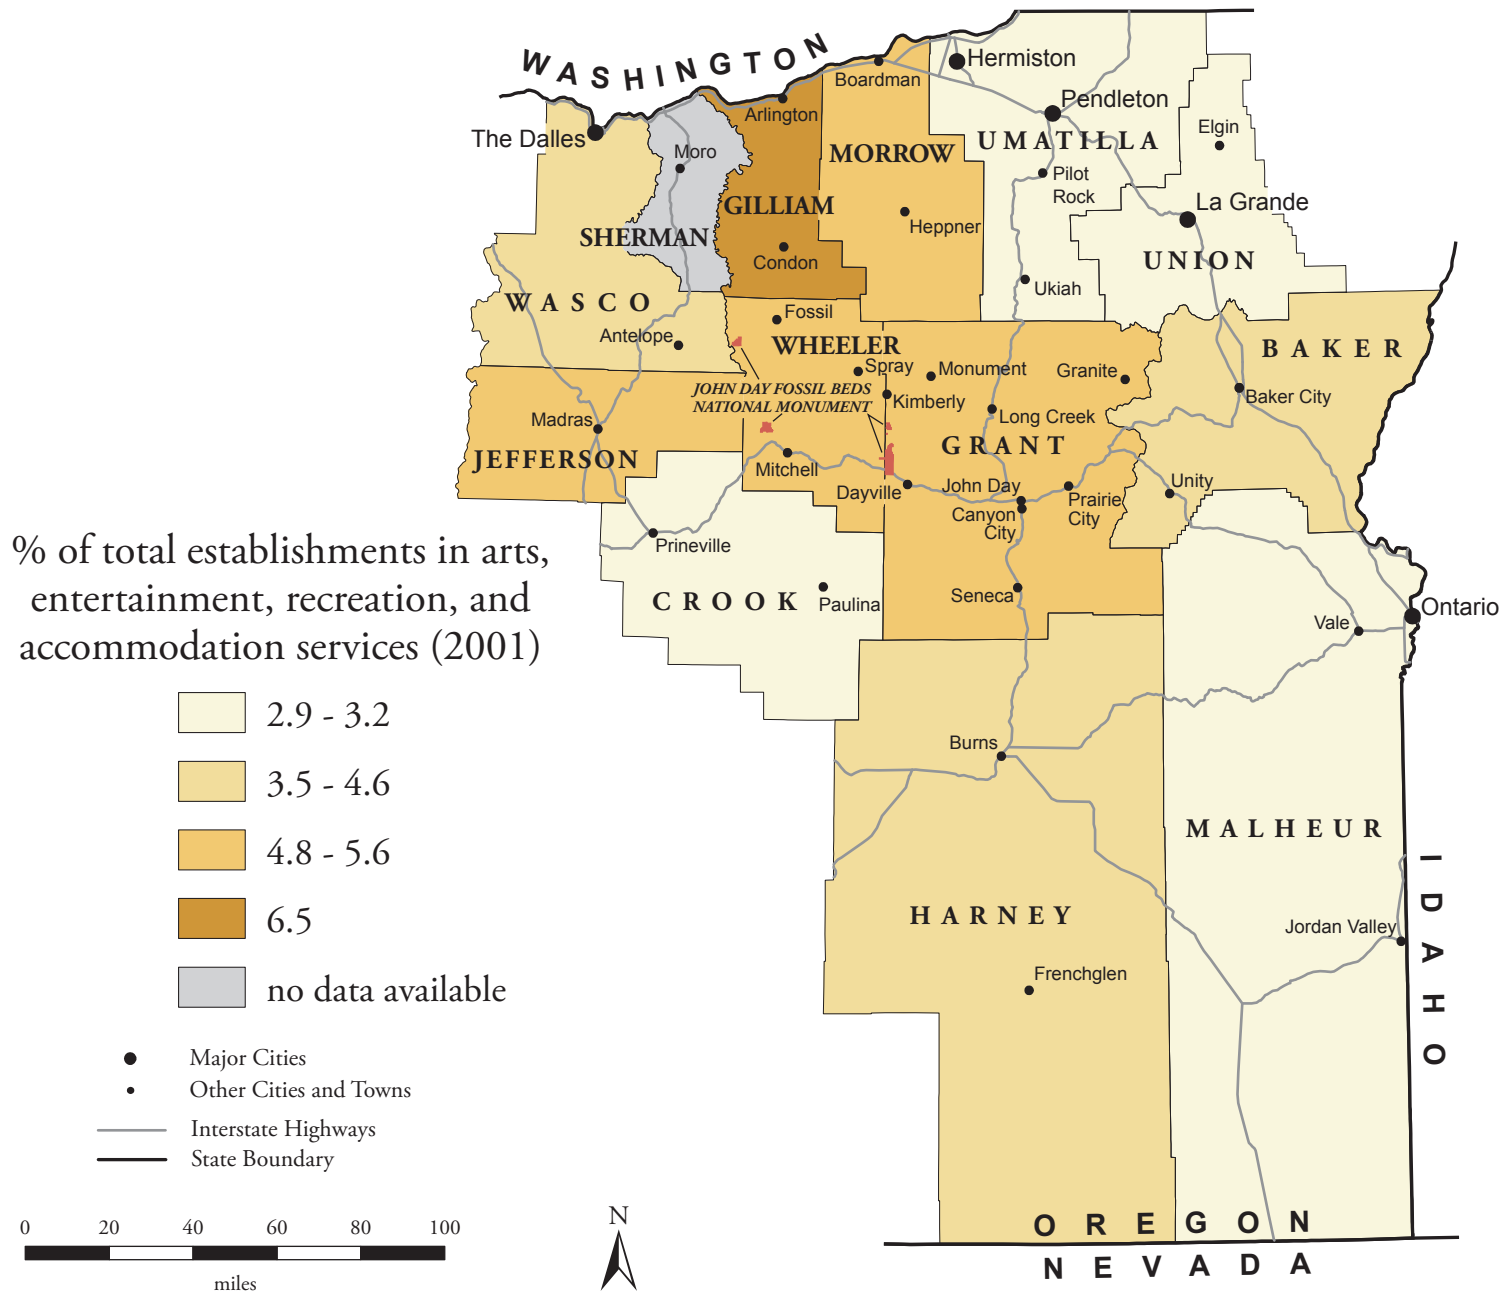 WASHINGTON
Hermiston
Boardman
Pendleton
Arlington
The Dalles
Elgin
UMATILLA
Moro
MORROW
Pilot
Rock
La Grande
GILLIAM
Heppner
SHERMAN
Condon
UNION
Ukiah
WASCO
Fossil
Antelope
WHEELER
BAKER
Spray
Monument
Granite
JOHN DAY FOSSIL BEDS
NATIONAL MONUMENT
Kimberly
Baker City
Madras
Long Creek
GRANT
JEFFERSON
Mitchell
Dayville
John Day
Prairie
City
Unity
Canyon
City
Prineville
CROOK
Paulina
Seneca
Ontario
Vale
% of total establishments in arts,
entertainment, recreation, and
accommodation services (2001)
2.9 - 3.2
3.5 - 4.6
4.8 - 5.6
6.5
no data available
Burns
MALHEUR
HARNEY
IDAHO
Jordan Valley
Frenchglen
Major Cities
Other Cities and Towns
Interstate Highways
State Boundary
0 20 40 60 80 100
miles
N
OREGON
NEVADA